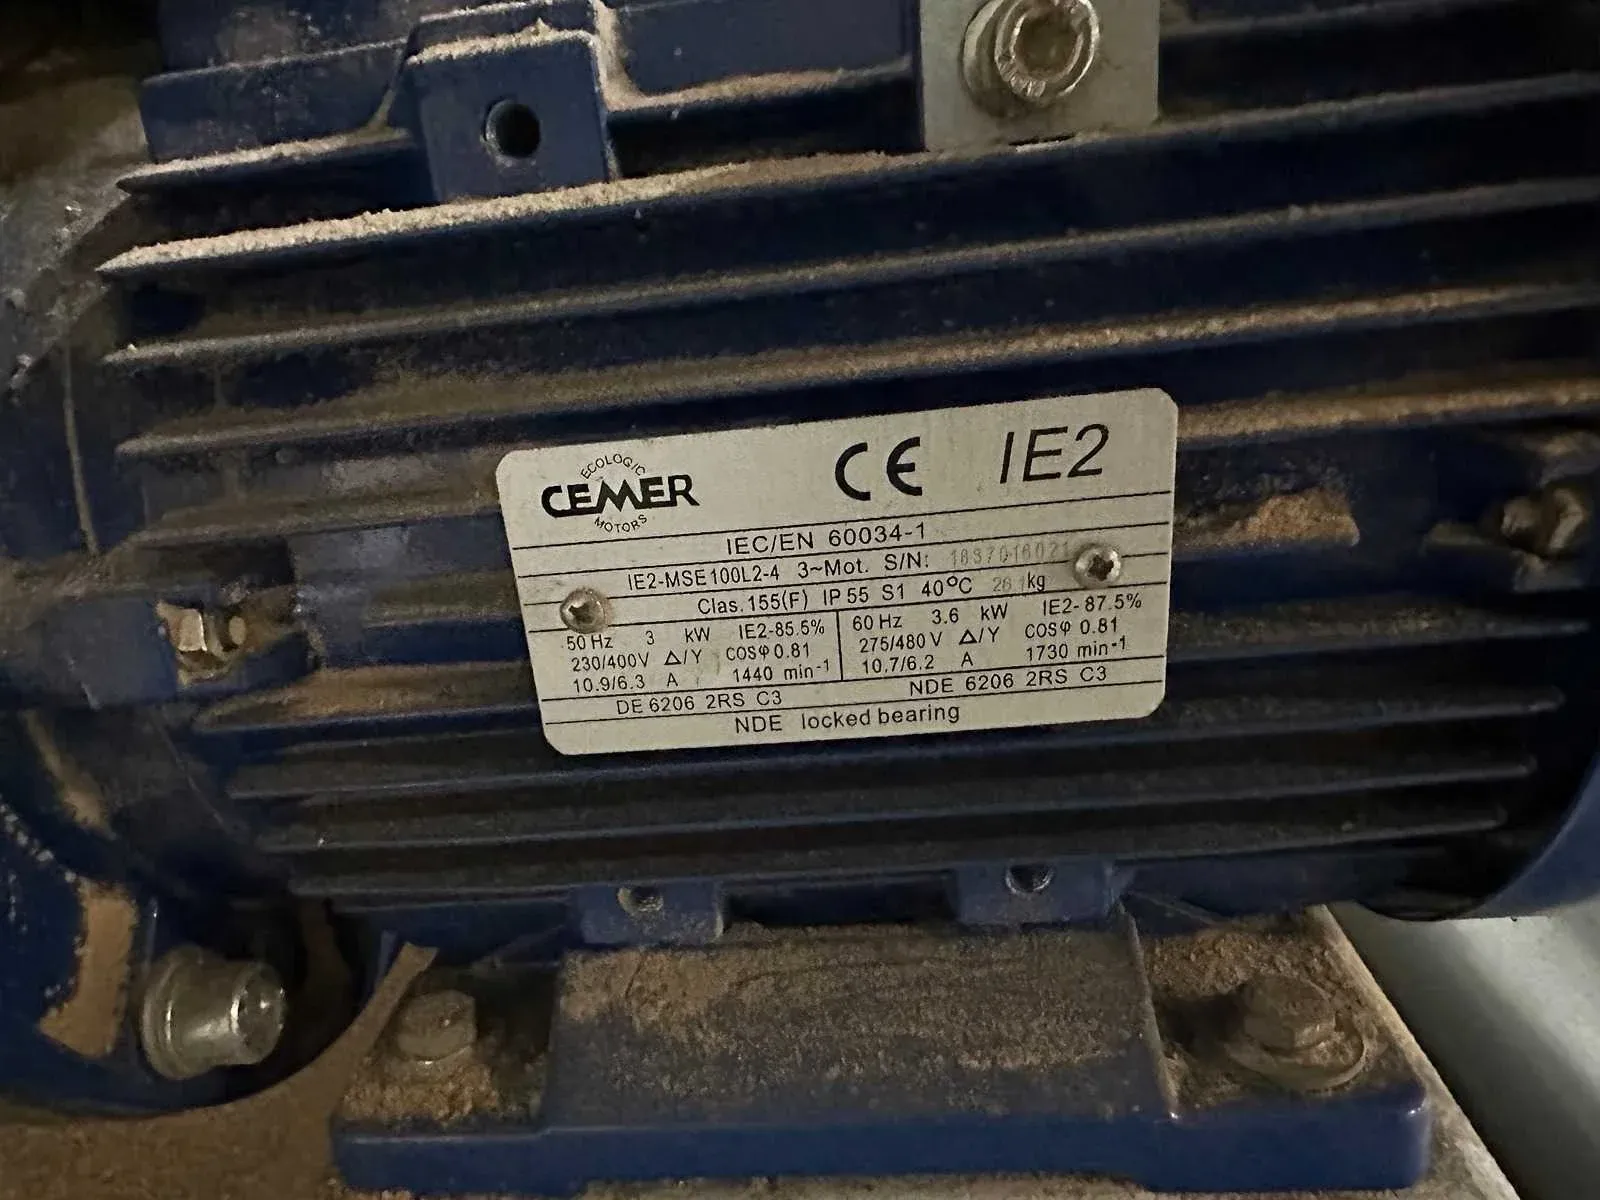 ECOLOGIC
CEMER
MOTORS
CE IE2
IEC/EN 60034-1
IE2-MSE100L2-4 3~Mot. S/N: 1837016021
Clas. 155(F) IP 55 S1 40°C kg
50 Hz 3 kW IE2-85.5% 60 Hz 3.6 kW IE2-87.5%
230/400V Δ/Y COSφ 0.81 275/480 V Δ/Y COSφ 0.81
10.9/6.3 A 1440 min-1 10.7/6.2 A 1730 min-1
DE 6206 2RS C3 NDE 6206 2RS C3
NDE locked bearing